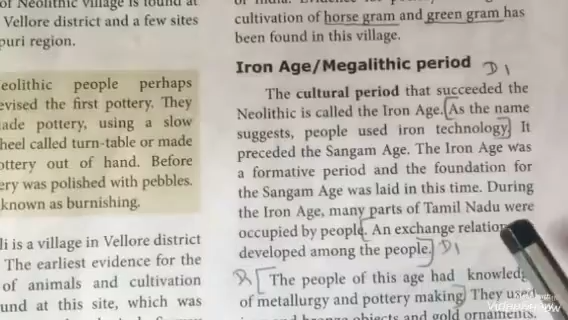 of Neolithic village is found at
Vellore district and a few sites
puri region.
eolithic people perhaps
evised the first pottery. They
ade pottery, using a slow
heel called turn-table or made
ottery out of hand. Before
ery was polished with pebbles.
known as burnishing.
li is a village in Vellore district
The earliest evidence for the
of animals and cultivation
und at this site, which was
cultivation of horse gram and green gram has
been found in this village.
Iron Age/Megalithic period
The cultural period that succeeded the
Neolithic is called the Iron Age. As the name
suggests, people used iron technology. It
preceded the Sangam Age. The Iron Age was
a formative period and the foundation for
the Sangam Age was laid in this time. During
the Iron Age, many parts of Tamil Nadu were
occupied by people. An exchange relatio
developed among the people.
The people of this age had knowled
of metallurgy and pottery making. They used
bronze objects and gold ornaments.